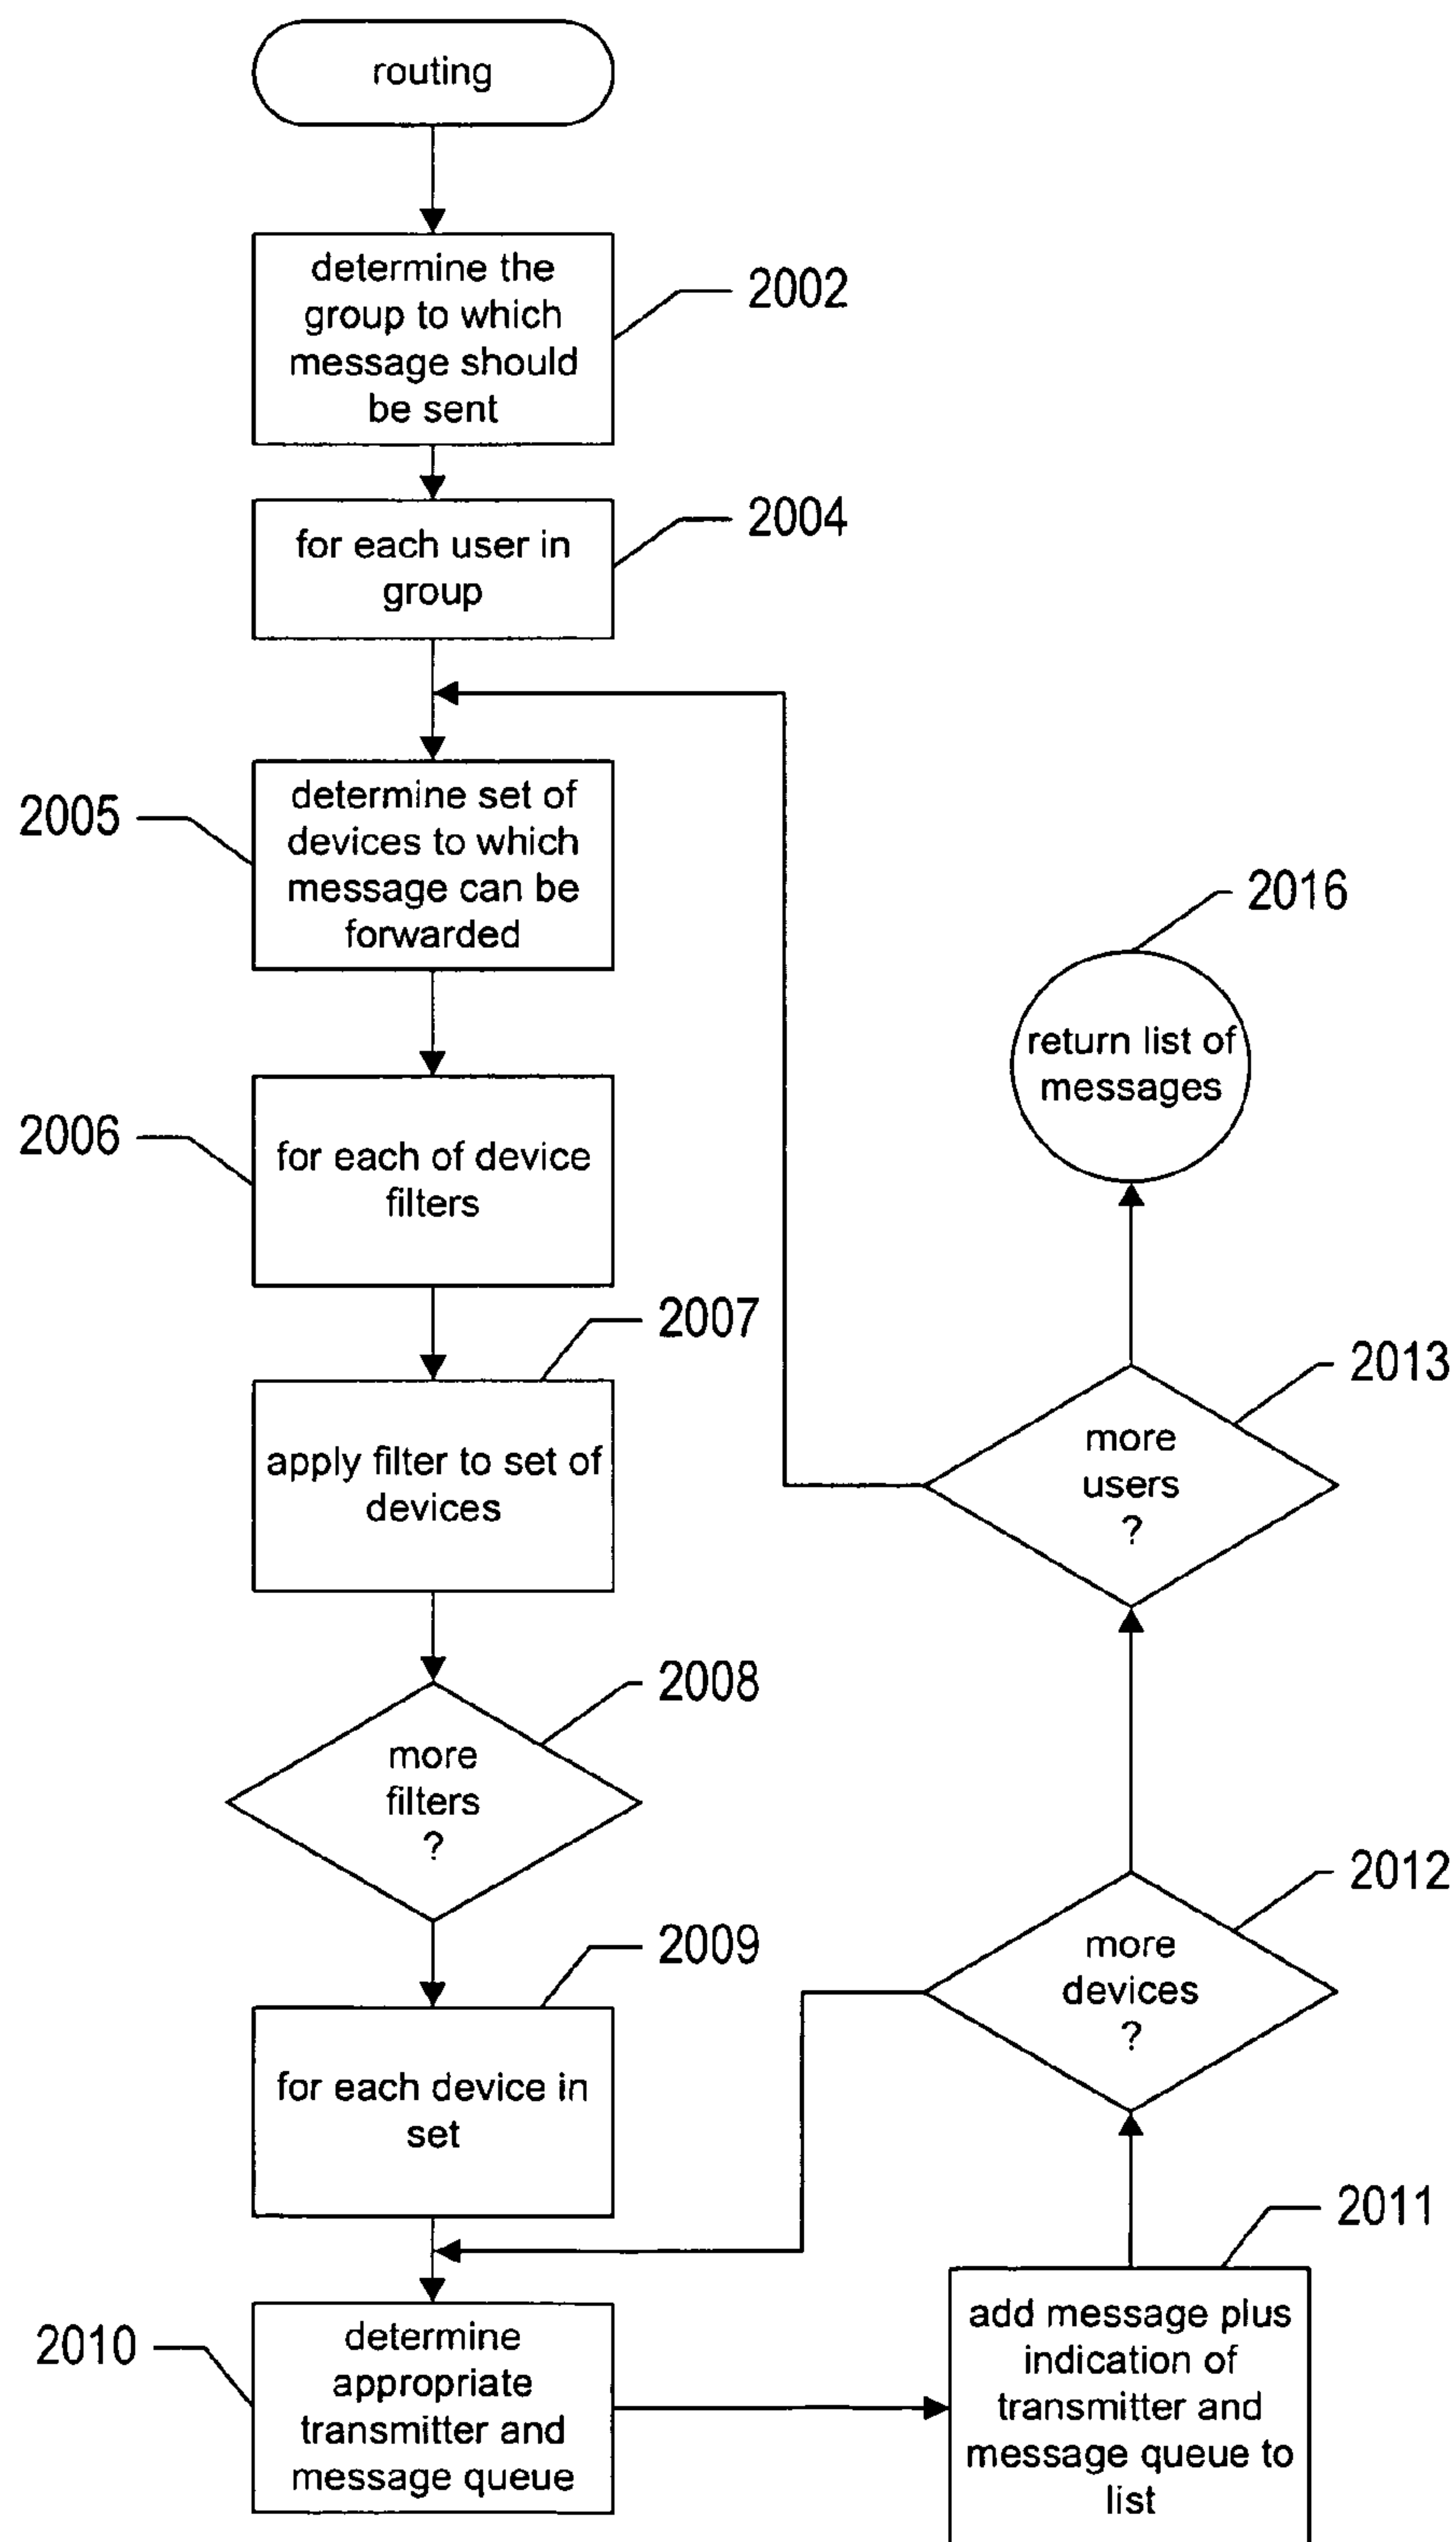 routing
determine the
group to which
message should
be sent
2002
for each user in
group
2004
determine set of
devices to which
message can be
forwarded
2005
for each of device
filters
2006
apply filter to set of
devices
2007
more
filters
?
2008
for each device in
set
2009
determine
appropriate
transmitter and
message queue
2010
add message plus
indication of
transmitter and
message queue to
list
2011
more
devices
?
2012
more
users
?
2013
return list of
messages
2016